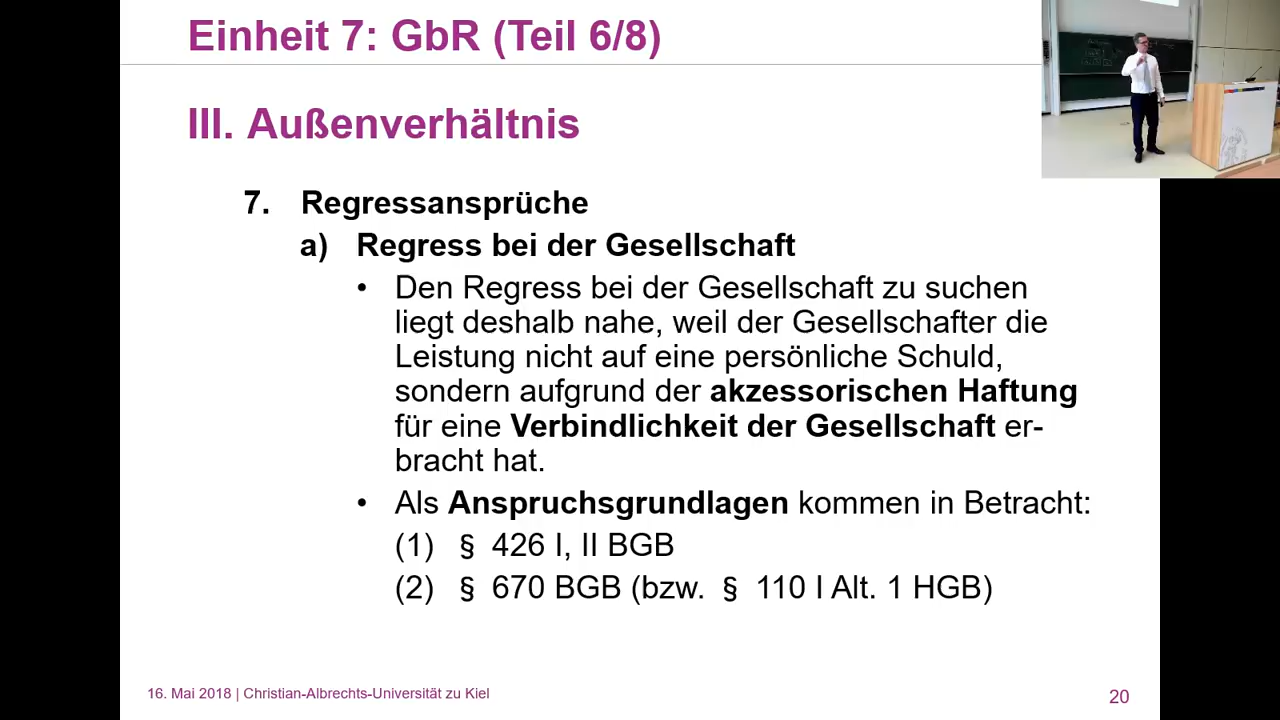 Einheit 7: GbR (Teil 6/8)
III. Außenverhältnis
7. Regressansprüche
a) Regress bei der Gesellschaft
• Den Regress bei der Gesellschaft zu suchen
liegt deshalb nahe, weil der Gesellschafter die
Leistung nicht auf eine persönliche Schuld,
sondern aufgrund der akzessorischen Haftung
für eine Verbindlichkeit der Gesellschaft er-
bracht hat.
• Als Anspruchsgrundlagen kommen in Betracht:
(1) § 426 I, II BGB
(2) § 670 BGB (bzw. § 110 I Alt. 1 HGB)
16. Mai 2018 | Christian-Albrechts-Universität zu Kiel
20